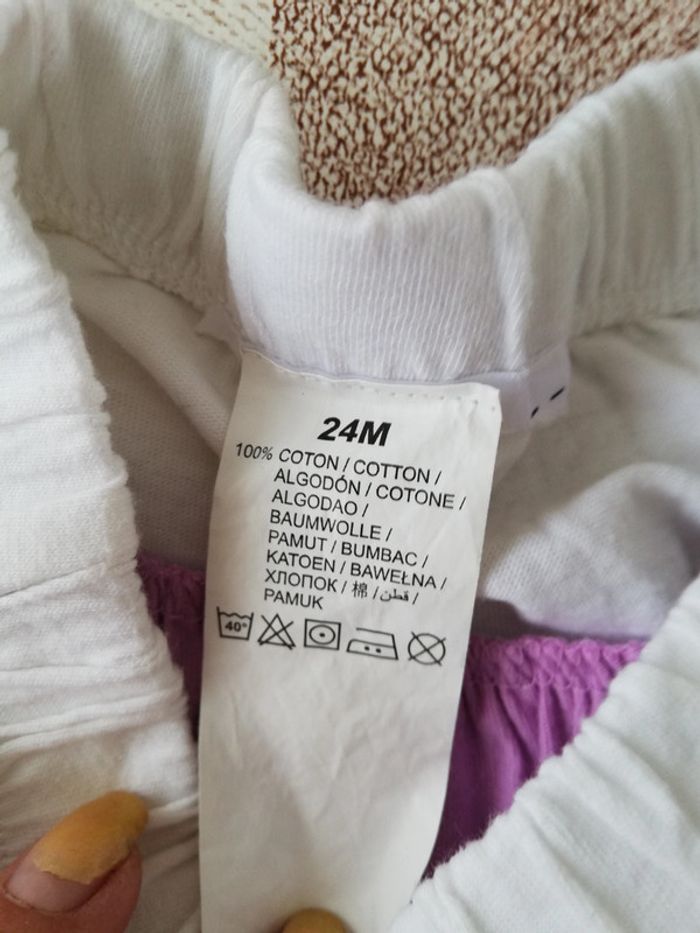 24M
100% COTON / COTTON /
ALGODÓN / COTONE /
ALGODAO /
BAUMWOLLE /
PAMUT / BUMBAC /
KATOEN / BAWEŁNA /
ХЛОПОК / 棉 / قطن /
PAMUK
40°